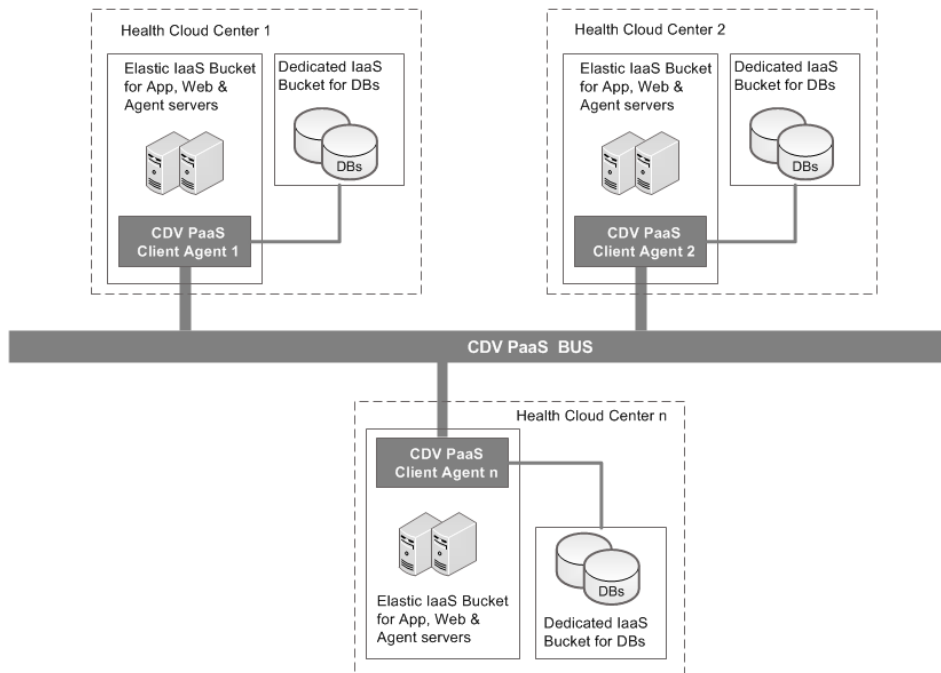 Health Cloud Center 1
Elastic IaaS Bucket
for App, Web &
Agent servers
Dedicated IaaS
Bucket for DBs
DBs
CDV PaaS
Client Agent 1
Health Cloud Center 2
Elastic IaaS Bucket
for App, Web &
Agent servers
Dedicated IaaS
Bucket for DBs
DBs
CDV PaaS
Client Agent 2
CDV PaaS BUS
Health Cloud Center n
CDV PaaS
Client Agent n
Elastic IaaS Bucket
for App, Web &
Agent servers
DBs
Dedicated IaaS
Bucket for DBs